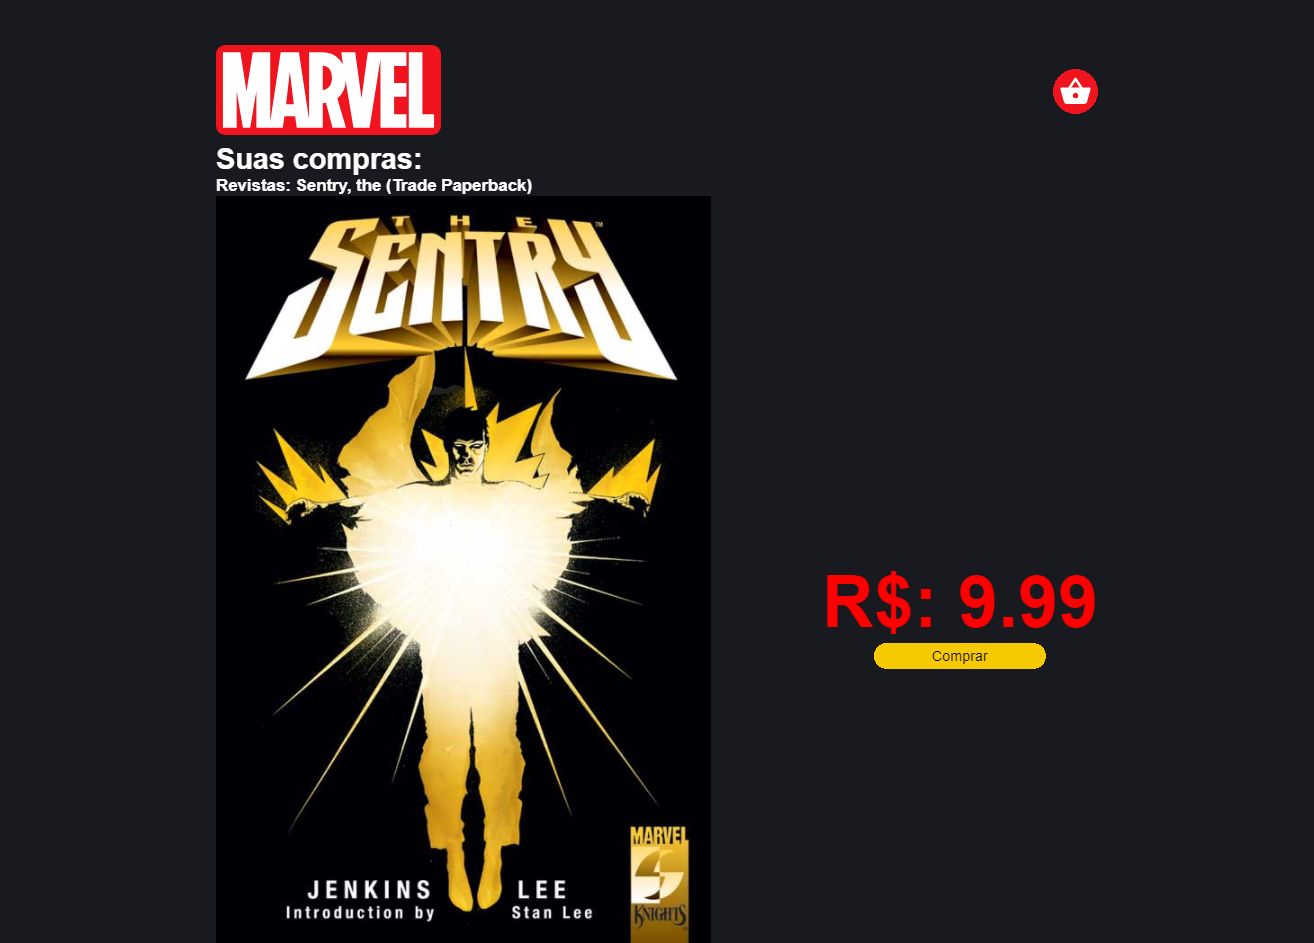 MARVEL
Suas compras:
Revistas: Sentry, the (Trade Paperback)
THE
SENTRY™
R$: 9.99
Comprar
MARVEL
JENKINS LEE
Introduction by Stan Lee
KNIGHTS